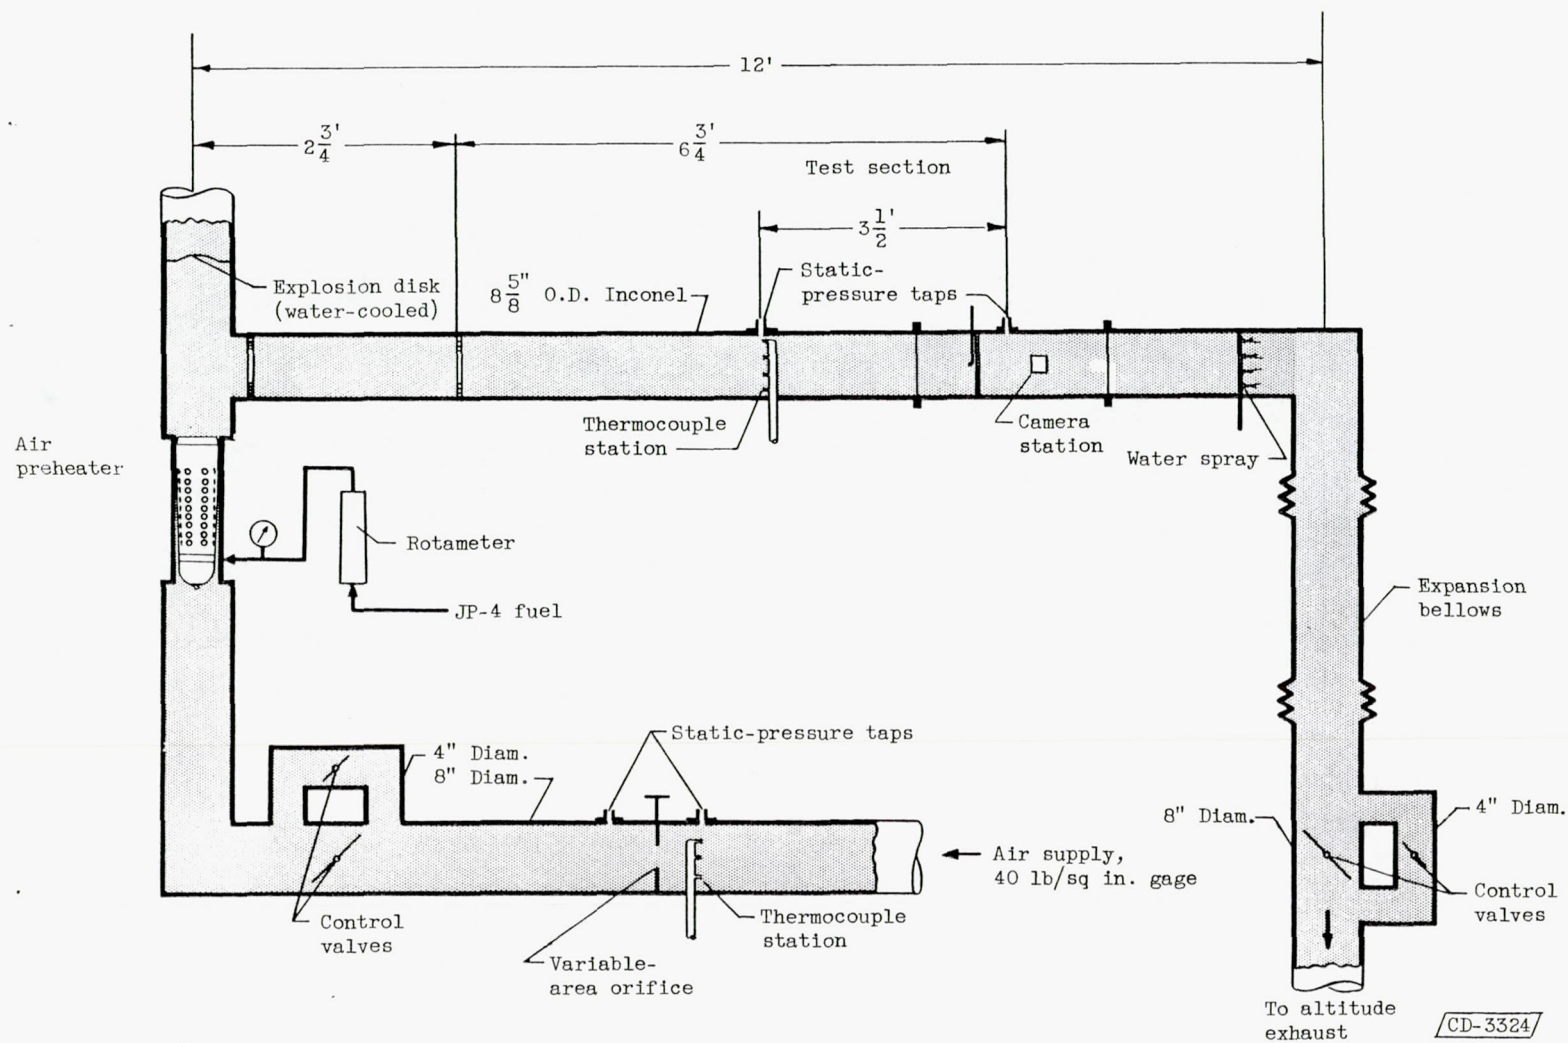 12'
2 3/4'
6 3/4'
Test section
3 1/2'
Explosion disk
(water-cooled)
8 5/8" O.D. Inconel
Static-
pressure taps
Thermocouple
station
Camera
station
Water spray
Air
preheater
Rotameter
JP-4 fuel
Expansion
bellows
Static-pressure taps
4" Diam.
8" Diam.
8" Diam.
4" Diam.
Air supply,
40 lb/sq in. gage
Control
valves
Control
valves
Thermocouple
station
Variable-
area orifice
To altitude
exhaust
CD-3324